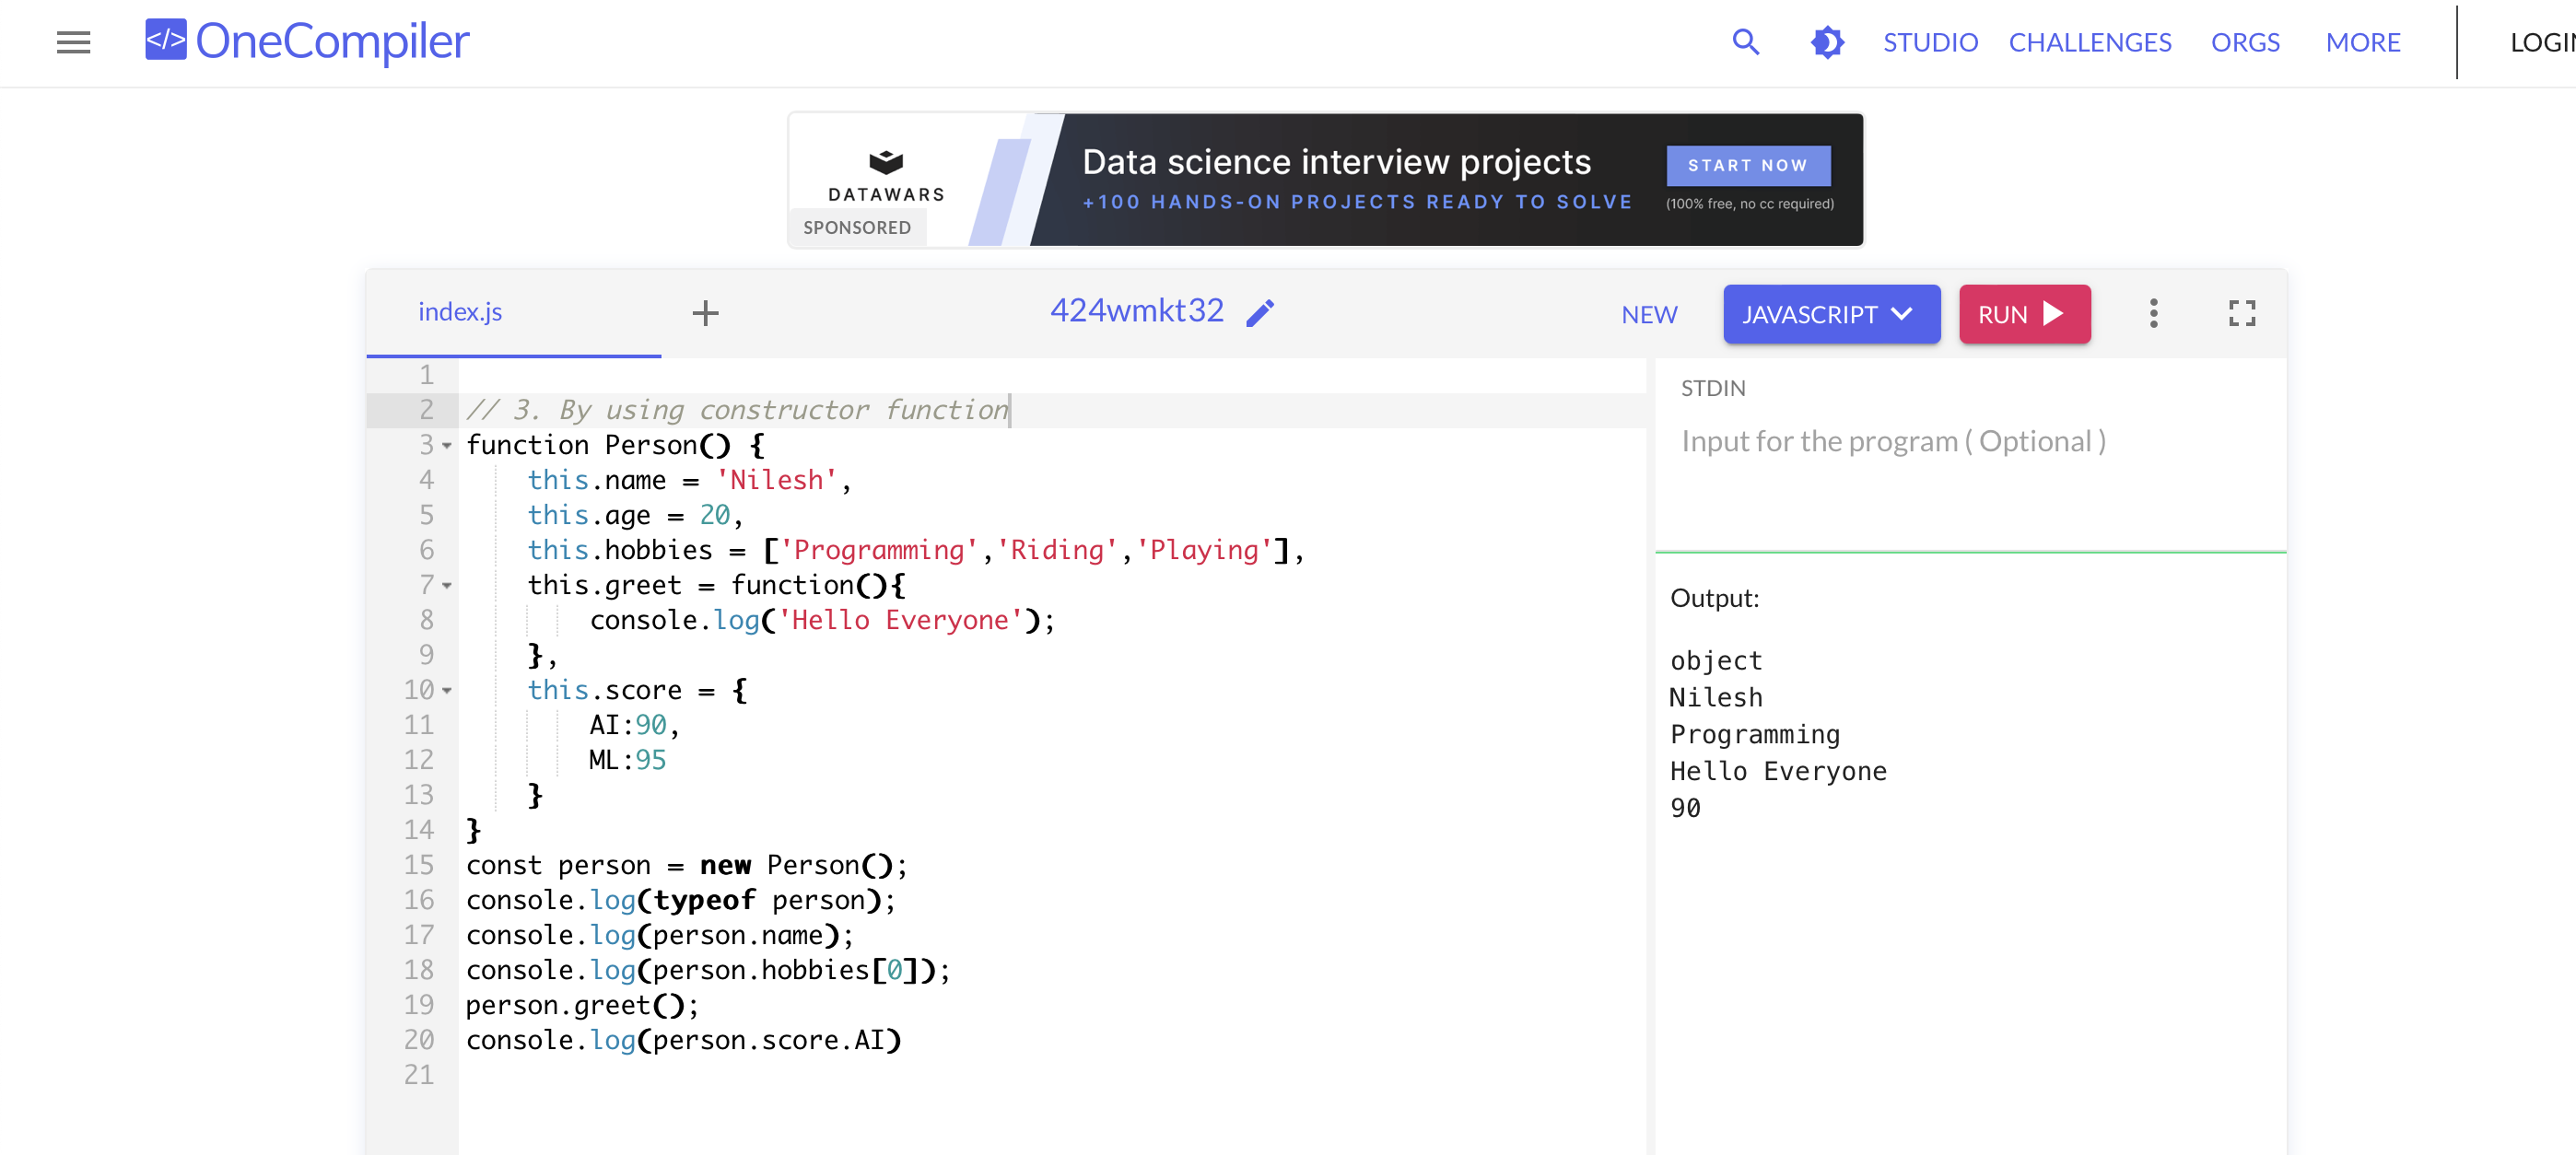 </> OneCompiler
STUDIO CHALLENGES ORGS MORE LOGIN
DATAWARS
SPONSORED
Data science interview projects
+100 HANDS-ON PROJECTS READY TO SOLVE
START NOW
(100% free, no cc required)
index.js + 424wmkt32 NEW JAVASCRIPT RUN
1
2 // 3. By using constructor function
3 function Person() {
4     this.name = 'Nilesh',
5     this.age = 20,
6     this.hobbies = ['Programming','Riding','Playing'],
7     this.greet = function(){
8         console.log('Hello Everyone');
9     },
10     this.score = {
11         AI:90,
12         ML:95
13     }
14 }
15 const person = new Person();
16 console.log(typeof person);
17 console.log(person.name);
18 console.log(person.hobbies[0]);
19 person.greet();
20 console.log(person.score.AI)
21
STDIN
Input for the program ( Optional )
Output:
object
Nilesh
Programming
Hello Everyone
90